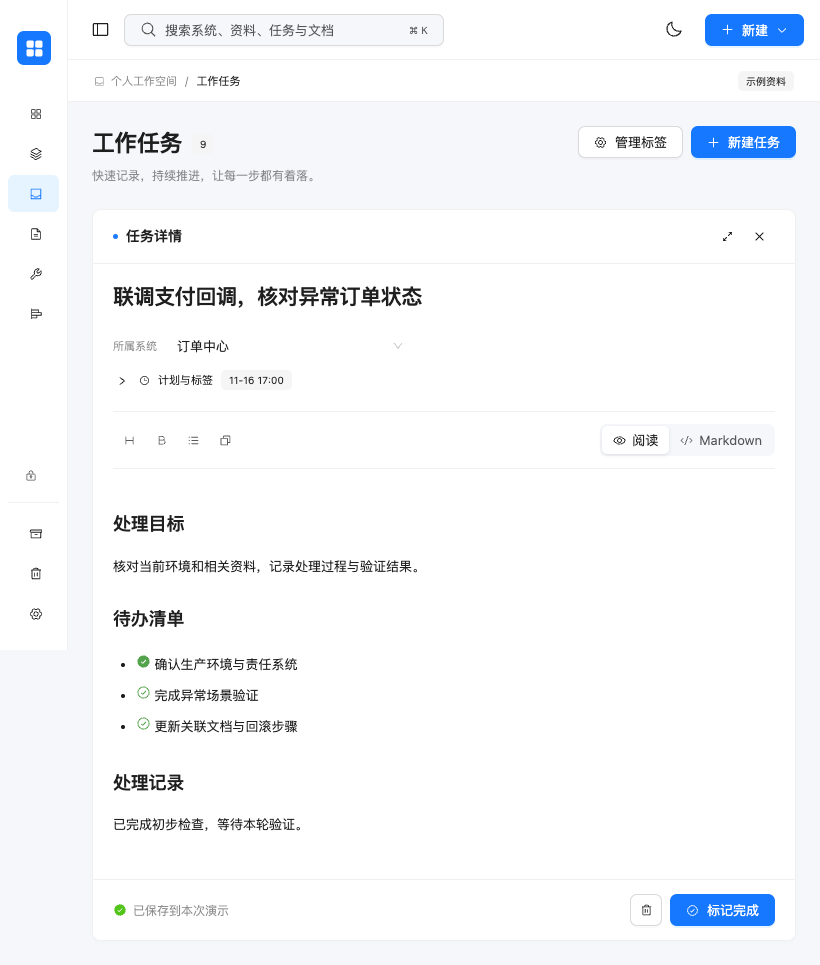 搜索系统、资料、任务与文档 ⌘ K
新建
个人工作空间 / 工作任务
示例资料
工作任务 9
管理标签
新建任务
快速记录，持续推进，让每一步都有着落。
任务详情
联调支付回调，核对异常订单状态
所属系统 订单中心
计划与标签 11-16 17:00
H B
阅读
Markdown
处理目标
核对当前环境和相关资料，记录处理过程与验证结果。
待办清单
确认生产环境与责任系统
完成异常场景验证
更新关联文档与回滚步骤
处理记录
已完成初步检查，等待本轮验证。
已保存到本次演示
标记完成